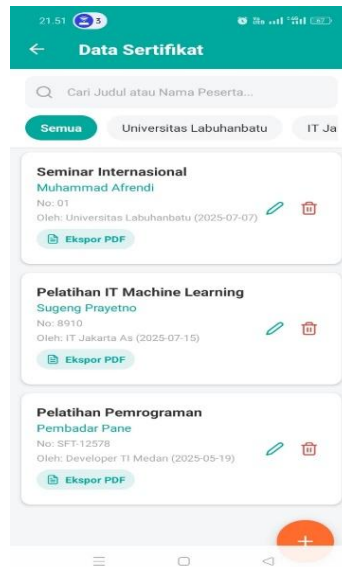 21.51 3
Data Sertifikat
Cari Judul atau Nama Peserta...
Semua Universitas Labuhanbatu IT Ja
Seminar Internasional
Muhammad Afrendi
No: 01
Oleh: Universitas Labuhanbatu (2025-07-07)
Ekspor PDF
Pelatihan IT Machine Learning
Sugeng Prayetno
No: 8910
Oleh: IT Jakarta As (2025-07-15)
Ekspor PDF
Pelatihan Pemrograman
Pembadar Pane
No: SFT-12578
Oleh: Developer TI Medan (2025-05-19)
Ekspor PDF
+